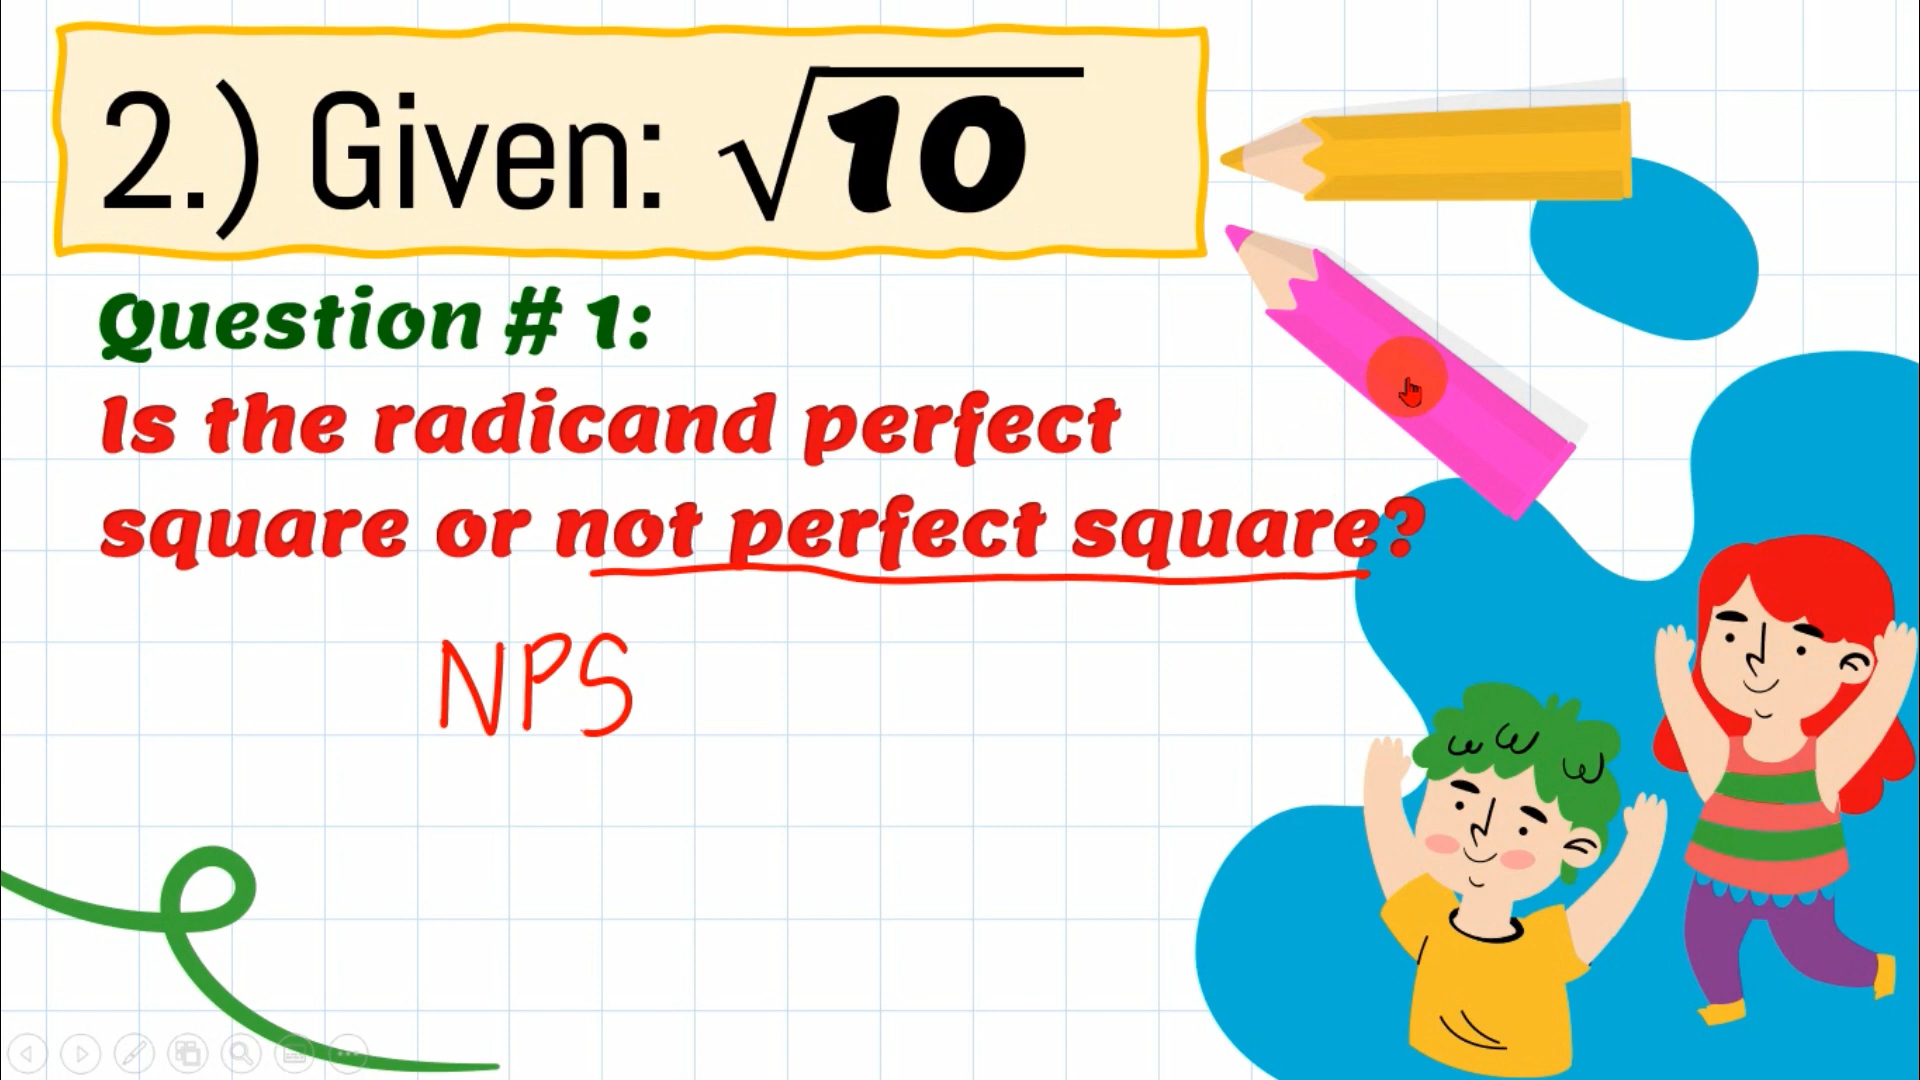 2.) Given: √10
Question # 1:
Is the radicand perfect
square or not perfect square?
NPS